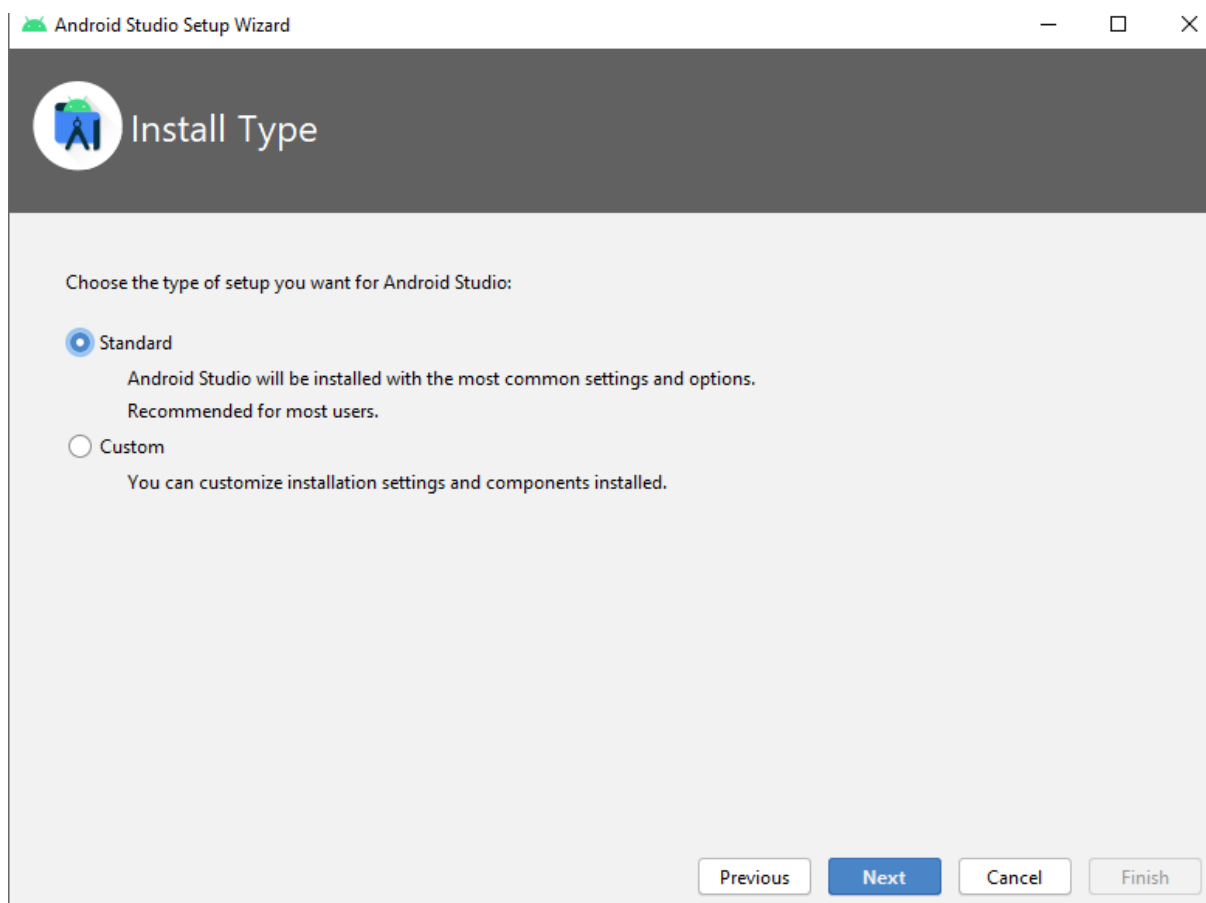 Android Studio Setup Wizard
Install Type
Choose the type of setup you want for Android Studio:
Standard
Android Studio will be installed with the most common settings and options.
Recommended for most users.
Custom
You can customize installation settings and components installed.
Previous Next Cancel Finish